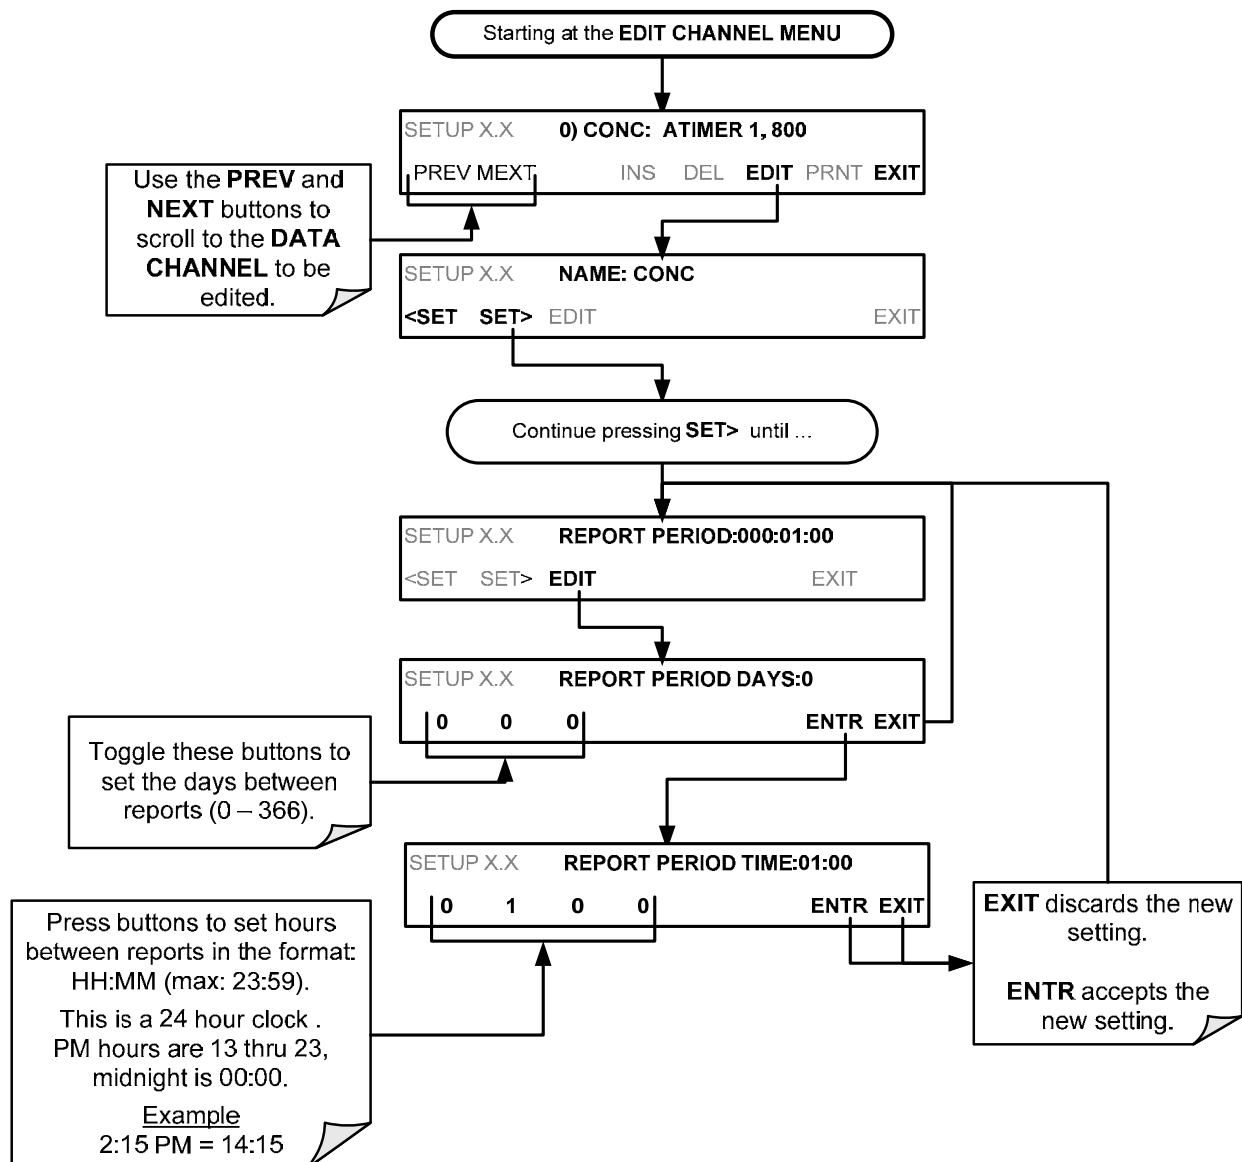 Starting at the EDIT CHANNEL MENU
SETUP X.X 0) CONC: ATIMER 1, 800
PREV MEXT INS DEL EDIT PRNT EXIT
Use the PREV and
NEXT buttons to
scroll to the DATA
CHANNEL to be
edited.
SETUP X.X NAME: CONC
<SET SET> EDIT EXIT
Continue pressing SET> until ...
SETUP X.X REPORT PERIOD:000:01:00
<SET SET> EDIT EXIT
SETUP X.X REPORT PERIOD DAYS:0
0 0 0 ENTR EXIT
Toggle these buttons to
set the days between
reports (0 – 366).
SETUP X.X REPORT PERIOD TIME:01:00
0 1 0 0 ENTR EXIT
Press buttons to set hours
between reports in the format:
HH:MM (max: 23:59).
This is a 24 hour clock .
PM hours are 13 thru 23,
midnight is 00:00.
Example
2:15 PM = 14:15
EXIT discards the new
setting.
ENTR accepts the
new setting.